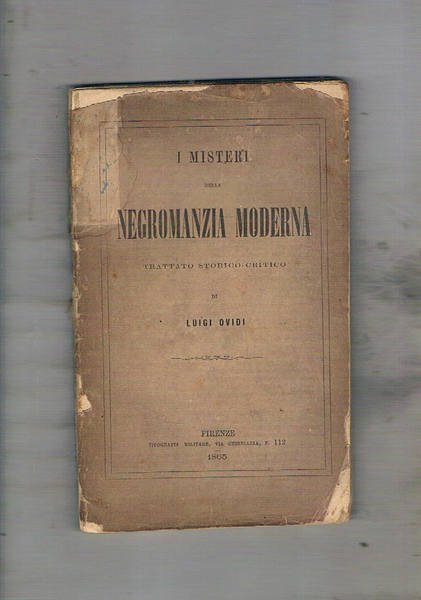 I MISTERI
DELLA
NEGROMANZIA MODERNA
TRATTATO STORICO-CRITICO
DI
LUIGI OVIDI
FIRENZE
TIPOGRAFIA MILITARE, VIA GHIBELLINA, N. 112
1865